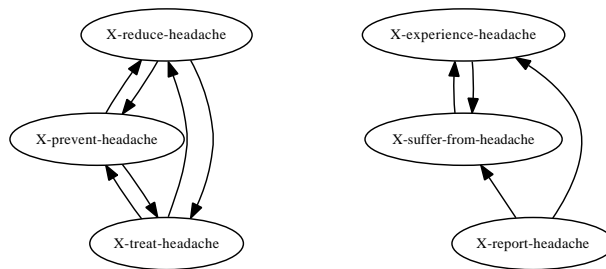 X-reduce-headache
X-prevent-headache
X-treat-headache
X-experience-headache
X-suffer-from-headache
X-report-headache